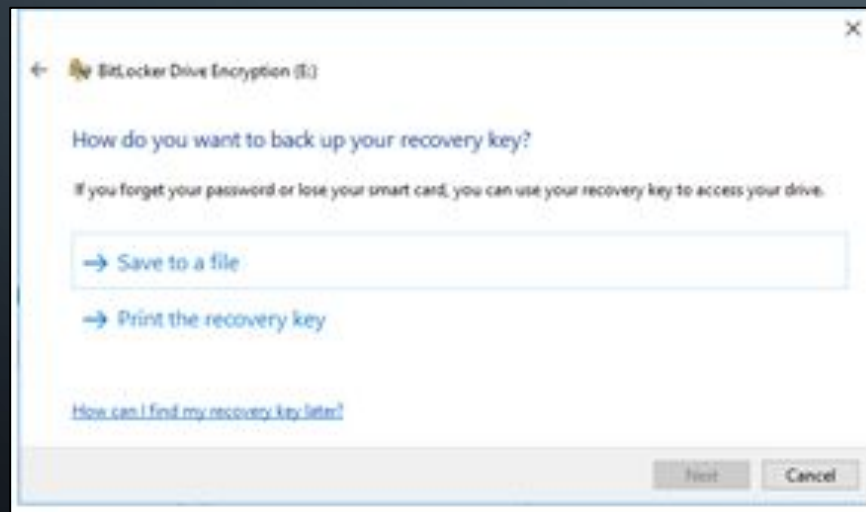 BitLocker Drive Encryption (E:)
How do you want to back up your recovery key?
If you forget your password or lose your smart card, you can use your recovery key to access your drive.
→ Save to a file
→ Print the recovery key
How can I find my recovery key later?
Next
Cancel